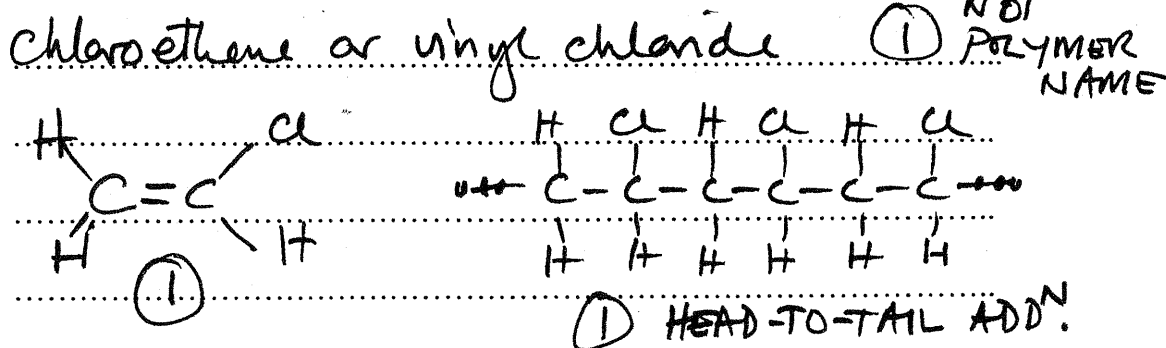 chloroethene or vinyl chloride ① NOT
POLYMER
NAME
H Cl H Cl H Cl H Cl
C=C C-C-C-C-C-C
H H H H H H H H
①
① HEAD-TO-TAIL ADDN.